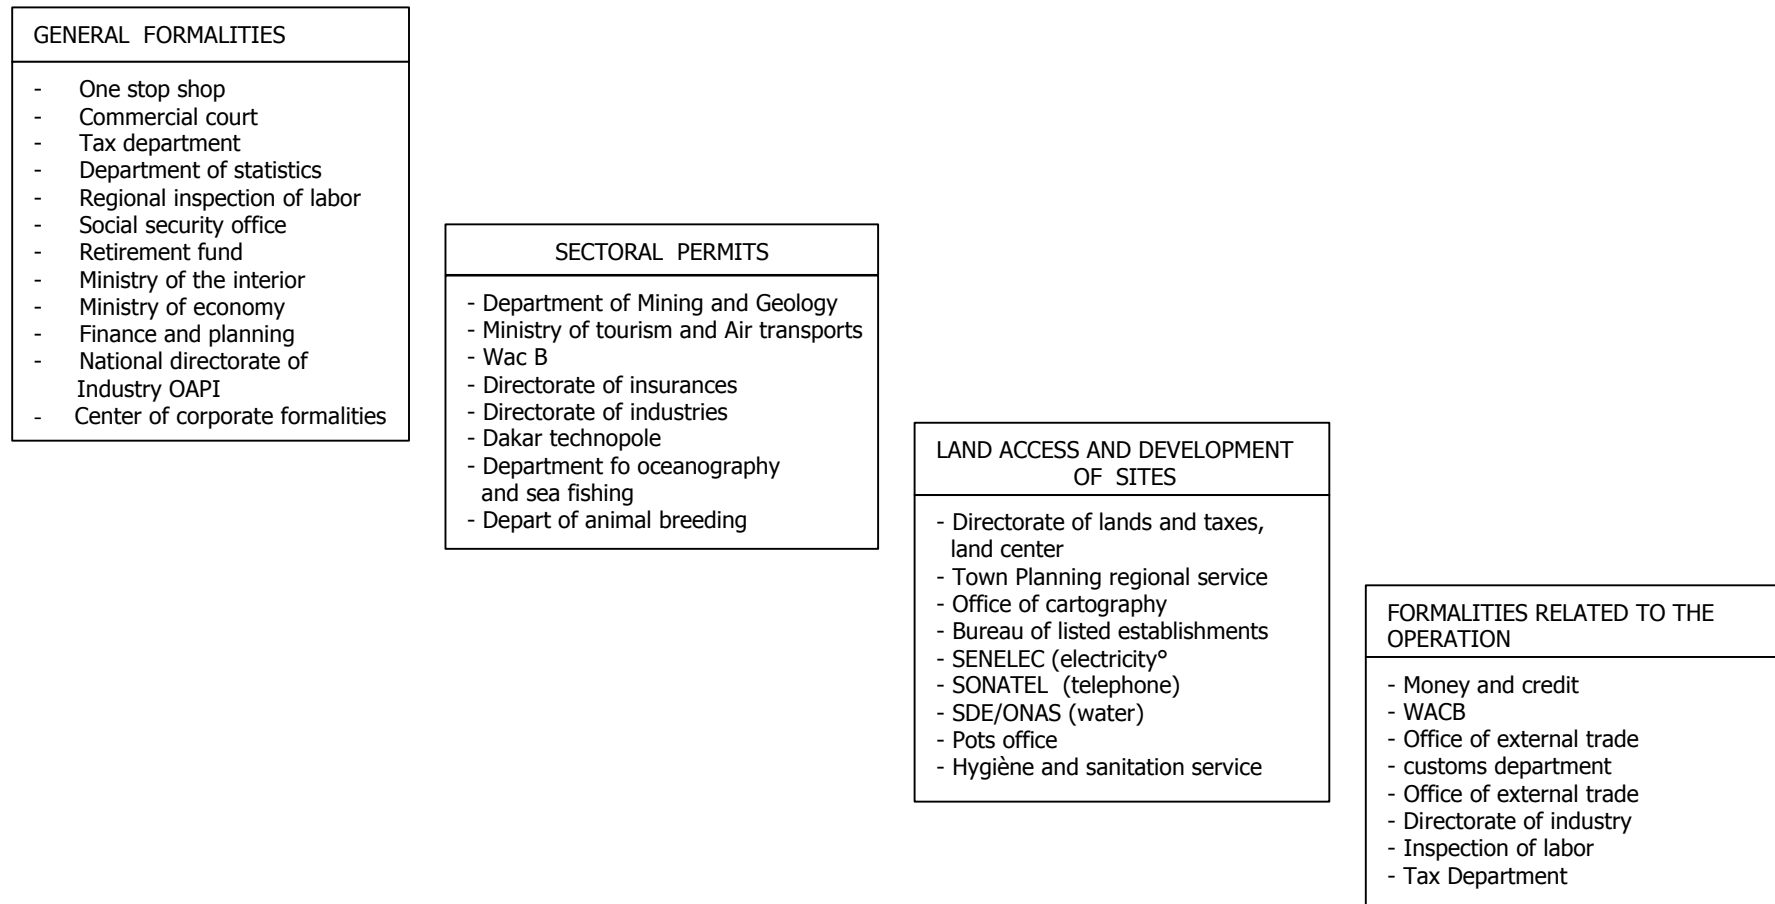 GENERAL FORMALITIES
- One stop shop
- Commercial court
- Tax department
- Department of statistics
- Regional inspection of labor
- Social security office
- Retirement fund
- Ministry of the interior
- Ministry of economy
- Finance and planning
- National directorate of
Industry OAPI
- Center of corporate formalities
SECTORAL PERMITS
- Department of Mining and Geology
- Ministry of tourism and Air transports
- Wac B
- Directorate of insurances
- Directorate of industries
- Dakar technopole
- Department fo oceanography
and sea fishing
- Depart of animal breeding
LAND ACCESS AND DEVELOPMENT
OF SITES
- Directorate of lands and taxes,
land center
- Town Planning regional service
- Office of cartography
- Bureau of listed establishments
- SENELEC (electricity°
- SONATEL (telephone)
- SDE/ONAS (water)
- Pots office
- Hygiène and sanitation service
FORMALITIES RELATED TO THE
OPERATION
- Money and credit
- WACB
- Office of external trade
- customs department
- Office of external trade
- Directorate of industry
- Inspection of labor
- Tax Department